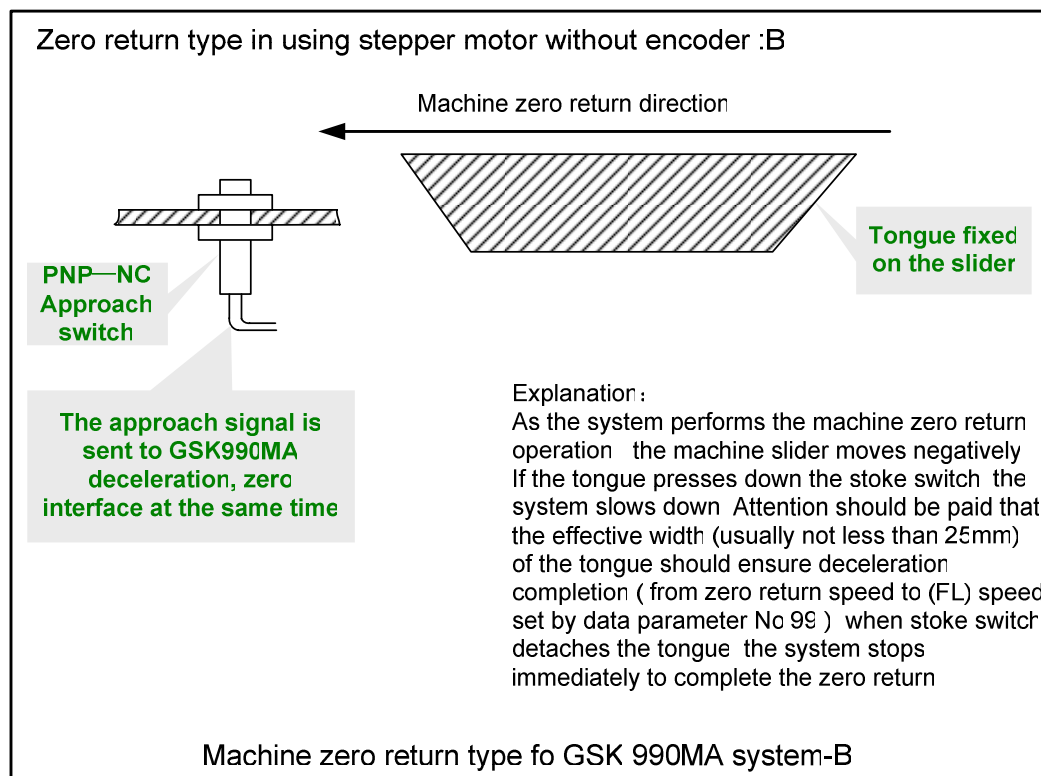 Zero return type in using stepper motor without encoder :B
Machine zero return direction
Tongue fixed
on the slider
PNP—NC
Approach
switch
The approach signal is
sent to GSK990MA
deceleration, zero
interface at the same time
Explanation:
As the system performs the machine zero return
operation the machine slider moves negatively
If the tongue presses down the stoke switch the
system slows down Attention should be paid that
the effective width (usually not less than 25mm)
of the tongue should ensure deceleration
completion ( from zero return speed to (FL) speed
set by data parameter No 99 ) when stoke switch
detaches the tongue the system stops
immediately to complete the zero return
Machine zero return type fo GSK 990MA system-B